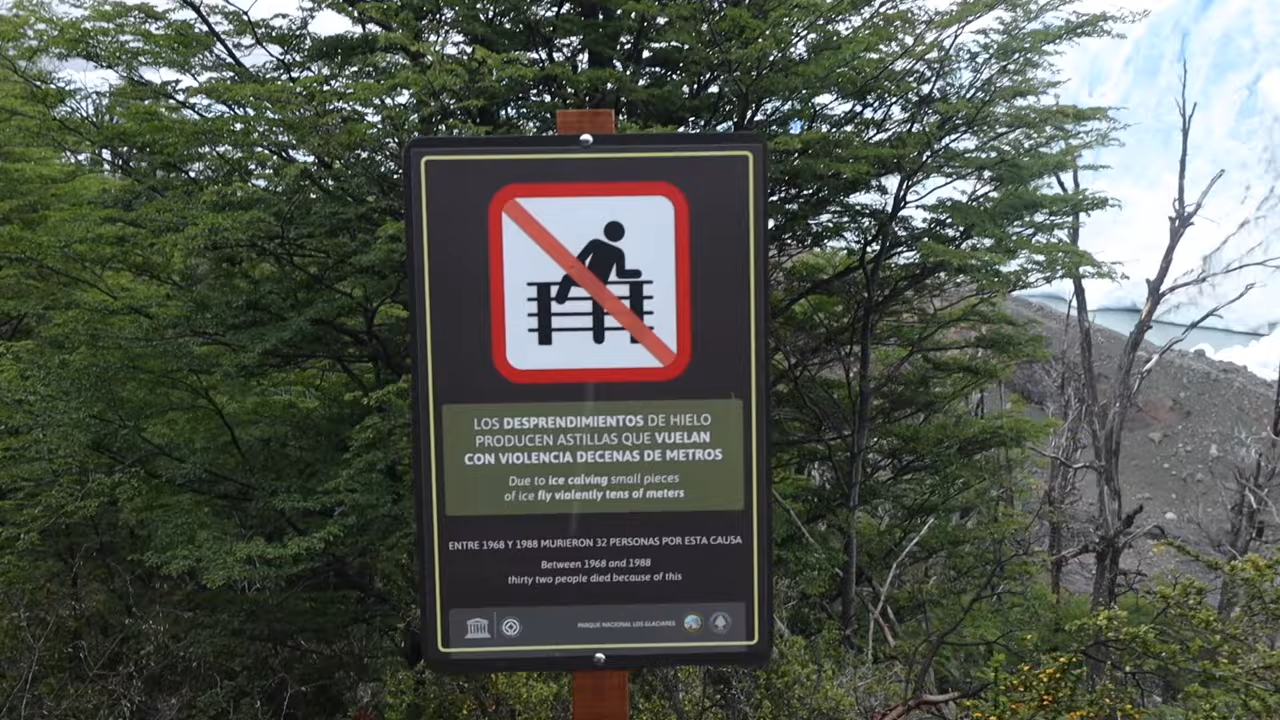 LOS DESPRENDIMIENTOS DE HIELO
PRODUCEN ASTILLAS QUE VUELAN
CON VIOLENCIA DECENAS DE METROS
Due to ice calving small pieces
of ice fly violently tens of meters
ENTRE 1968 Y 1988 MURIERON 32 PERSONAS POR ESTA CAUSA
Between 1968 and 1988
thirty two people died because of this
PARQUE NACIONAL LOS GLACIARES